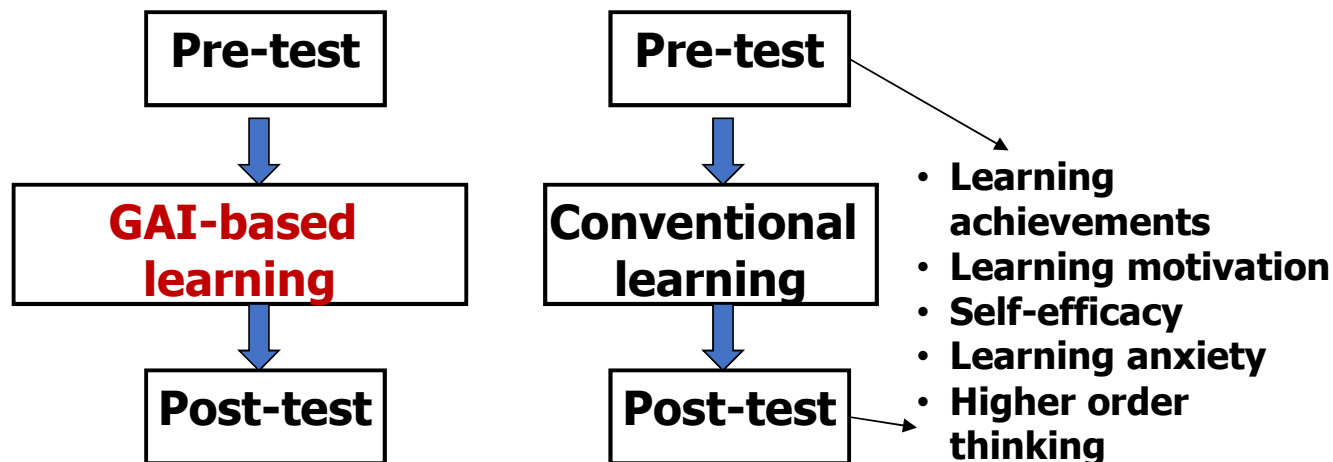 Pre-test
GAI-based
learning
Post-test
Pre-test
Conventional
learning
Post-test
• Learning
achievements
• Learning motivation
• Self-efficacy
• Learning anxiety
• Higher order
thinking